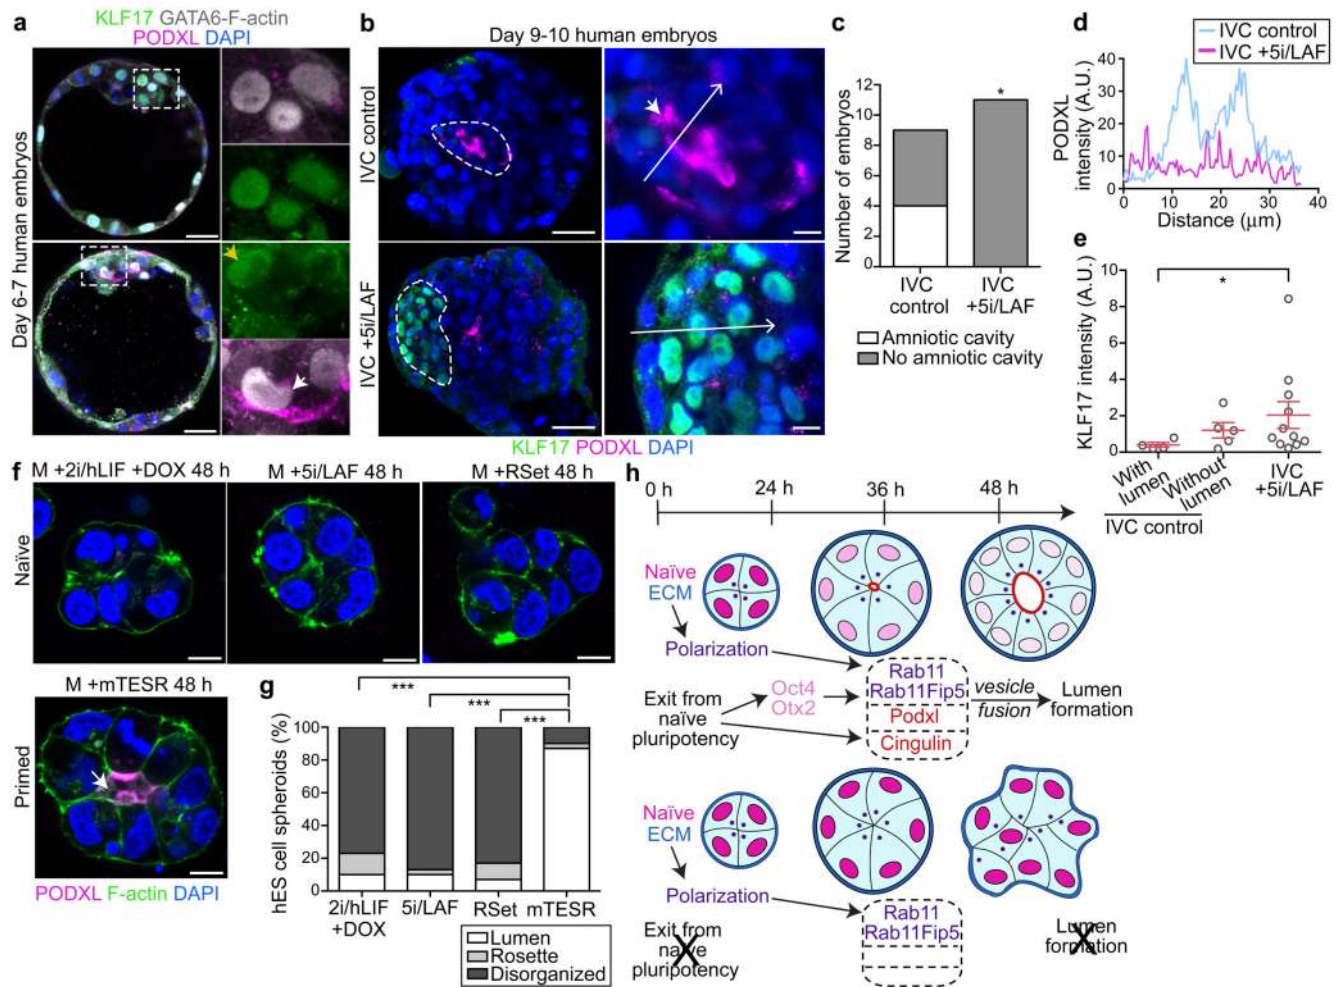 a
KLF17 GATA6-F-actin
PODXL DAPI
Day 6-7 human embryos
b
Day 9-10 human embryos
IVC control
IVC +5i/LAF
KLF17 PODXL DAPI
c
Number of embryos
12
10
8
6
4
2
0
*
IVC
control
IVC
+5i/LAF
Amniotic cavity
No amniotic cavity
d
IVC control
IVC +5i/LAF
PODXL
intensity (A.U.)
40
30
20
10
0
0 10 20 30 40
Distance (µm)
e
KLF17 intensity (A.U.)
10
8
6
4
2
0
*
With
lumen
Without
lumen
IVC
+5i/LAF
IVC control
f
M +2i/hLIF +DOX 48 h
M +5i/LAF 48 h
M +RSet 48 h
Naïve
M +mTESR 48 h
Primed
PODXL F-actin DAPI
g
***
***
***
hES cell spheroids (%)
100
80
60
40
20
0
2i/hLIF
+DOX
5i/LAF
RSet
mTESR
Lumen
Rosette
Disorganized
h
0 h 24 h 36 h 48 h
Naïve
ECM
Polarization
Exit from
naïve
pluripotency
Oct4
Otx2
Rab11
Rab11Fip5
Podxl
Cingulin
vesicle
fusion
Lumen
formation
Naïve
ECM
Polarization
Exit from
naïve
pluripotency
Rab11
Rab11Fip5
Lumen
formation